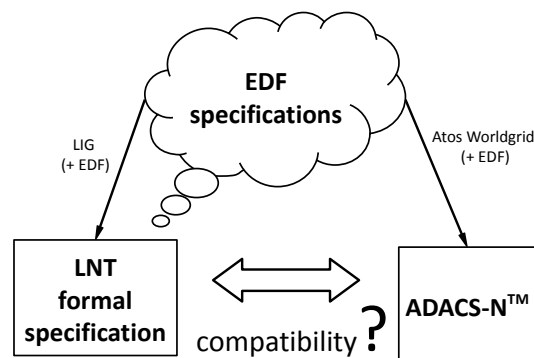 EDF
specifications
LIG
(+ EDF)
Atos Worldgrid
(+ EDF)
LNT
formal
specification
ADACS-N™
compatibility ?